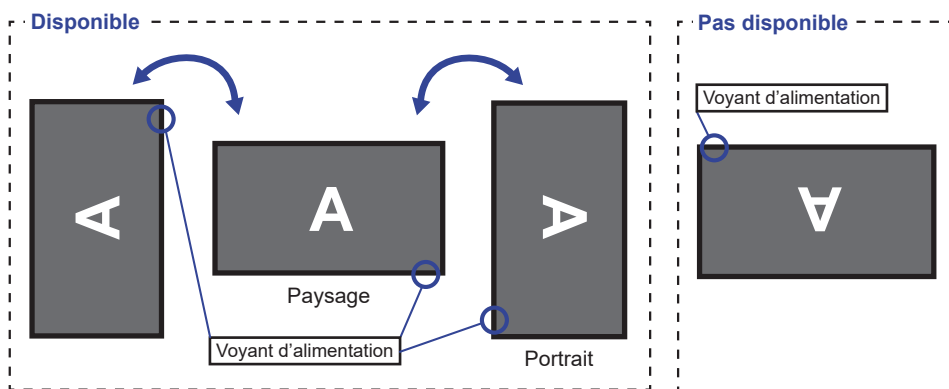 Disponible
Pas disponible
Voyant d'alimentation
A
A
A
A
Paysage
Voyant d'alimentation
Portrait